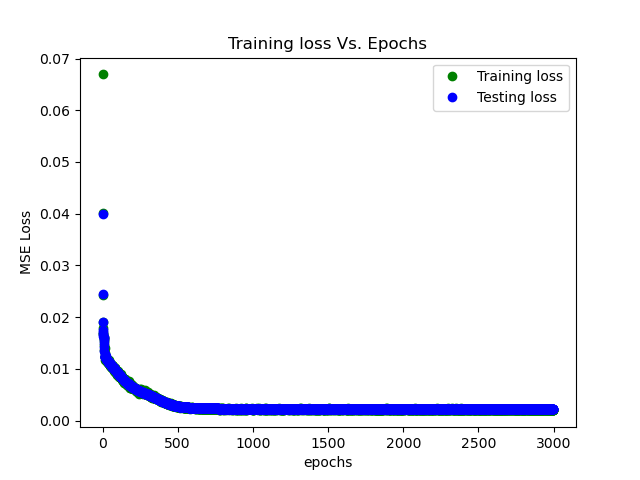 Training loss Vs. Epochs
Training loss
Testing loss
MSE Loss
0.07
0.06
0.05
0.04
0.03
0.02
0.01
0.00
0 500 1000 1500 2000 2500 3000
epochs